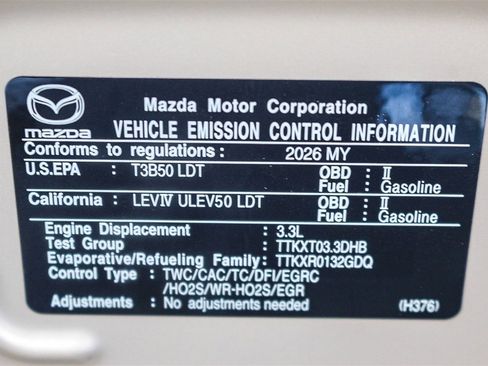 Mazda Motor Corporation
mazda VEHICLE EMISSION CONTROL INFORMATION
Conforms to regulations : 2026 MY
U.S.EPA : T3B50 LDT OBD : II
Fuel : Gasoline
California : LEVIV ULEV50 LDT OBD : II
Fuel : Gasoline
Engine Displacement : 3.3L
Test Group : TTKXT03.3DHB
Evaporative/Refueling Family : TTKXR0132GDQ
Control Type : TWC/CAC/TC/DFI/EGRC
/HO2S/WR-HO2S/EGR
Adjustments : No adjustments needed (H376)